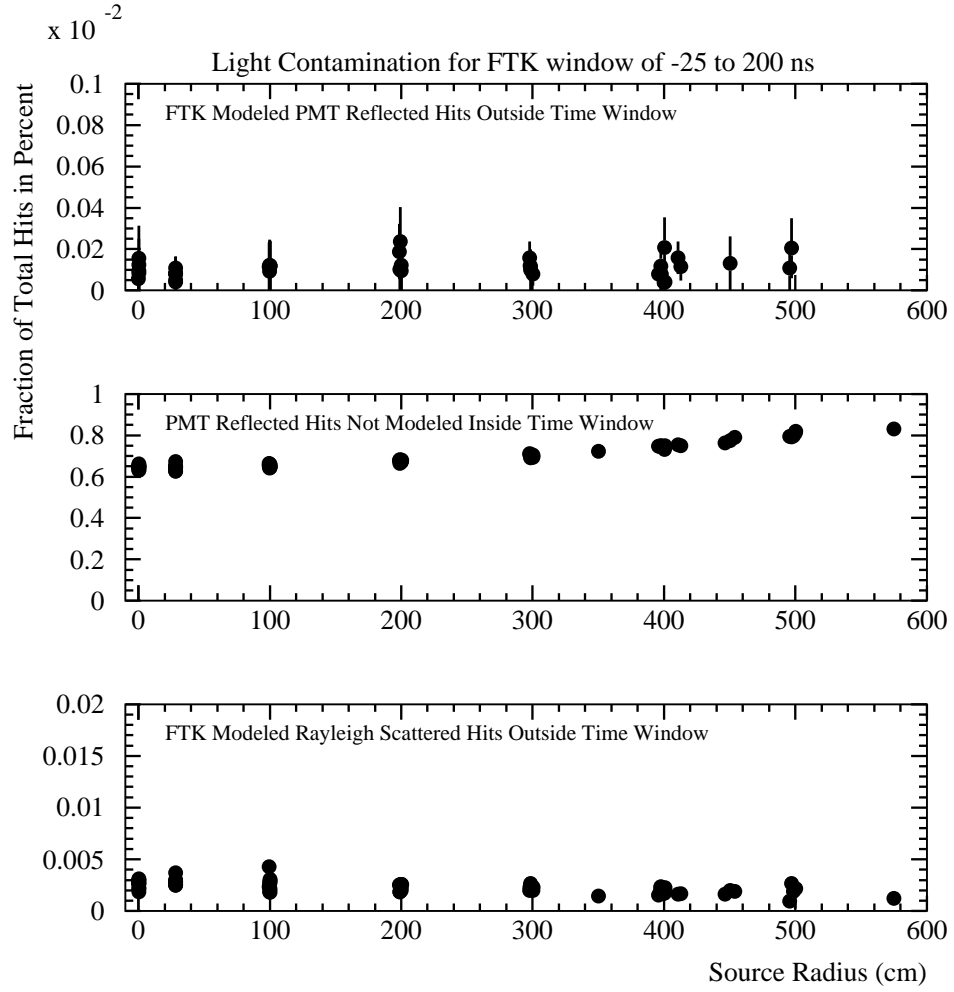 x 10 -2
Light Contamination for FTK window of -25 to 200 ns
Fraction of Total Hits in Percent
0.1
0.08
0.06
0.04
0.02
0
FTK Modeled PMT Reflected Hits Outside Time Window
0 100 200 300 400 500 600
1
0.8
0.6
0.4
0.2
0
PMT Reflected Hits Not Modeled Inside Time Window
0 100 200 300 400 500 600
0.02
0.015
0.01
0.005
0
FTK Modeled Rayleigh Scattered Hits Outside Time Window
0 100 200 300 400 500 600
Source Radius (cm)